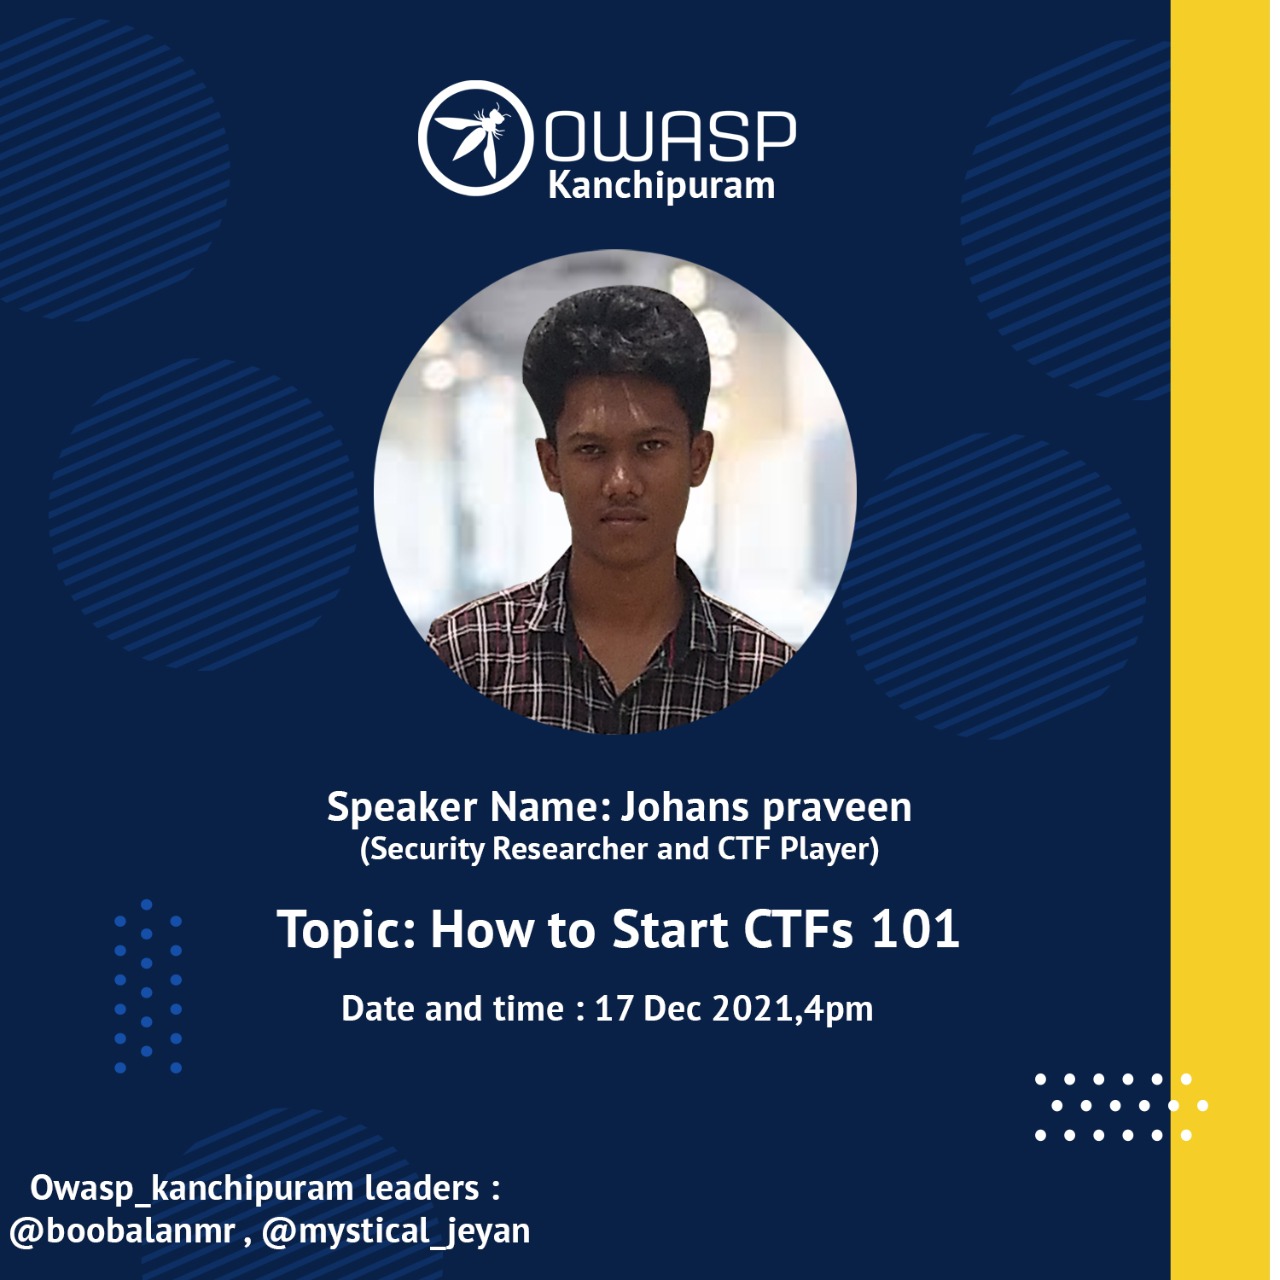 OWASP
Kanchipuram
Speaker Name: Johans praveen
(Security Researcher and CTF Player)
Topic: How to Start CTFs 101
Date and time : 17 Dec 2021,4pm
Owasp_kanchipuram leaders :
@boobalanmr , @mystical_jeyan